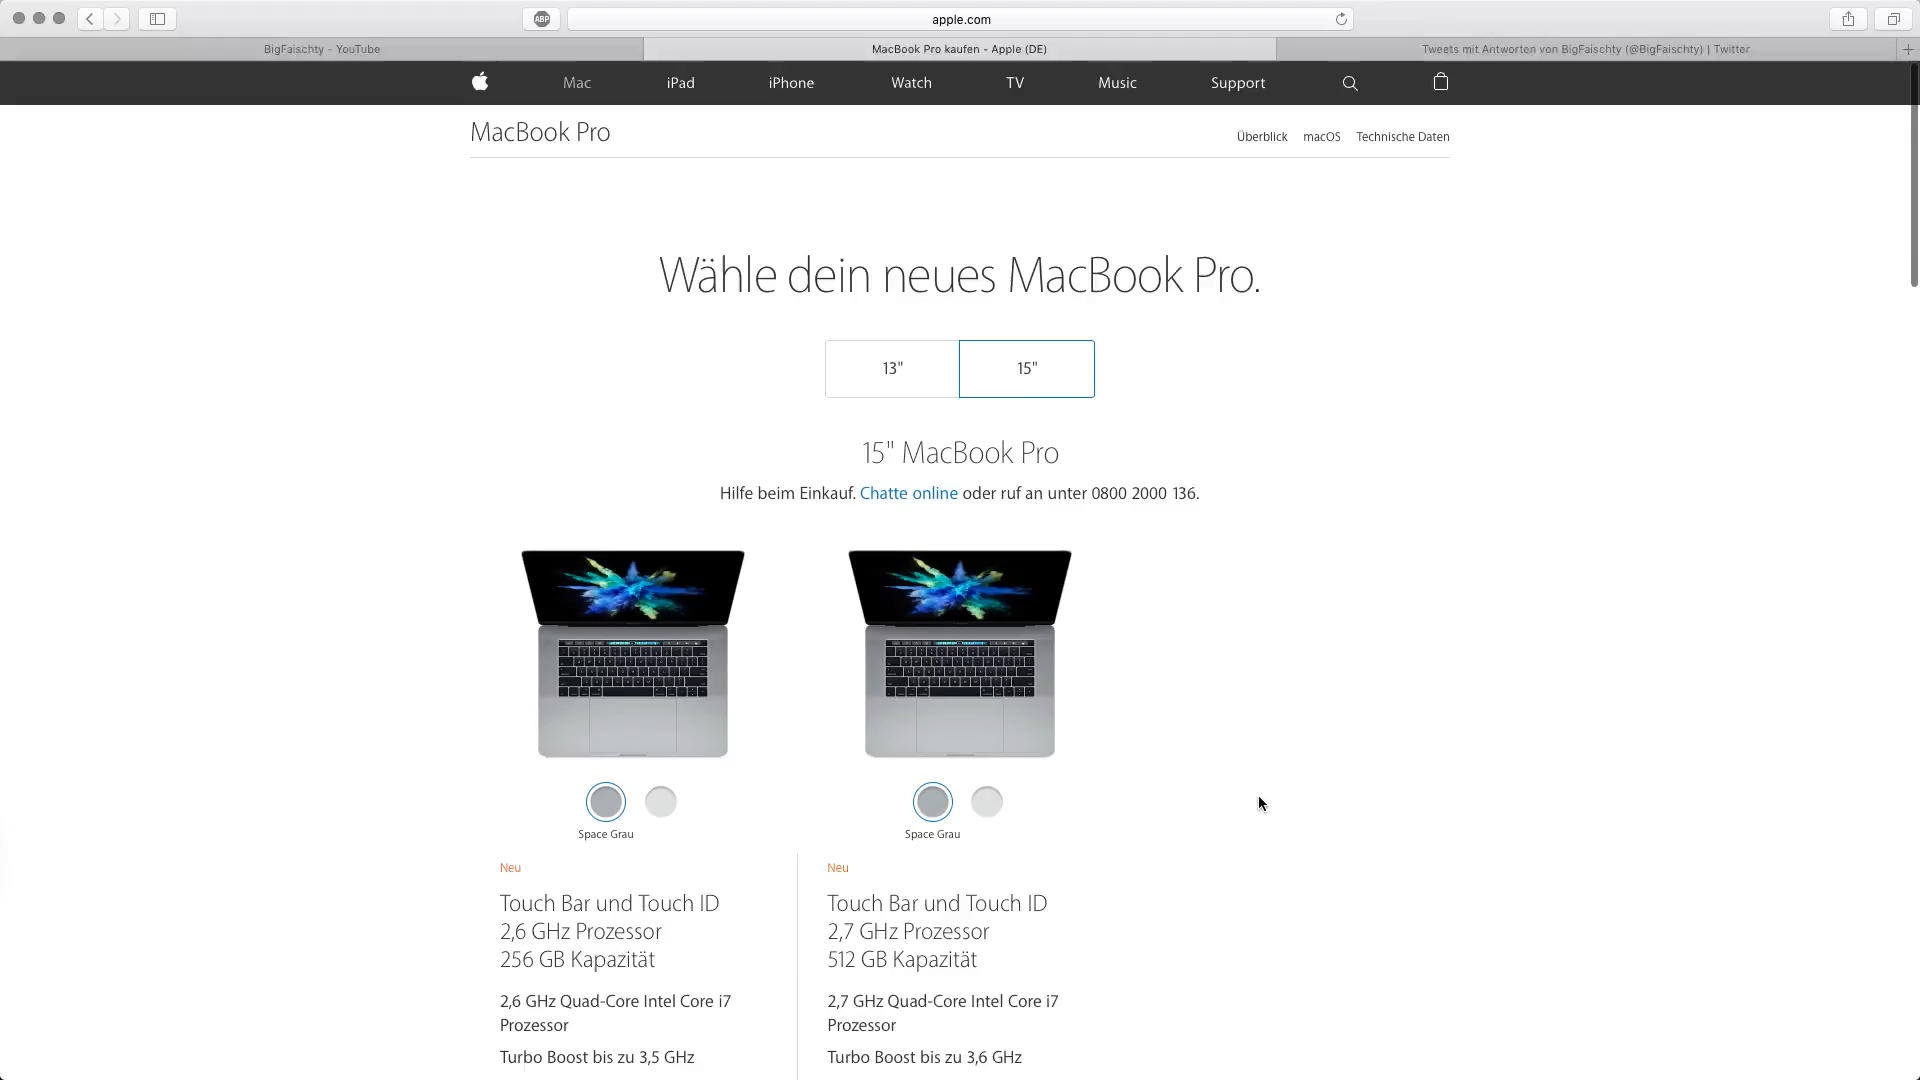 ABP
apple.com
BigFaischty - YouTube
MacBook Pro kaufen - Apple (DE)
Tweets mit Antworten von BigFaischty (@BigFaischty) | Twitter
Mac iPad iPhone Watch TV Music Support
MacBook Pro
Überblick macOS Technische Daten
Wähle dein neues MacBook Pro.
13" 15"
15" MacBook Pro
Hilfe beim Einkauf. Chatte online oder ruf an unter 0800 2000 136.
Space Grau
Neu
Touch Bar und Touch ID
2,6 GHz Prozessor
256 GB Kapazität
2,6 GHz Quad-Core Intel Core i7
Prozessor
Turbo Boost bis zu 3,5 GHz
Space Grau
Neu
Touch Bar und Touch ID
2,7 GHz Prozessor
512 GB Kapazität
2,7 GHz Quad-Core Intel Core i7
Prozessor
Turbo Boost bis zu 3,6 GHz